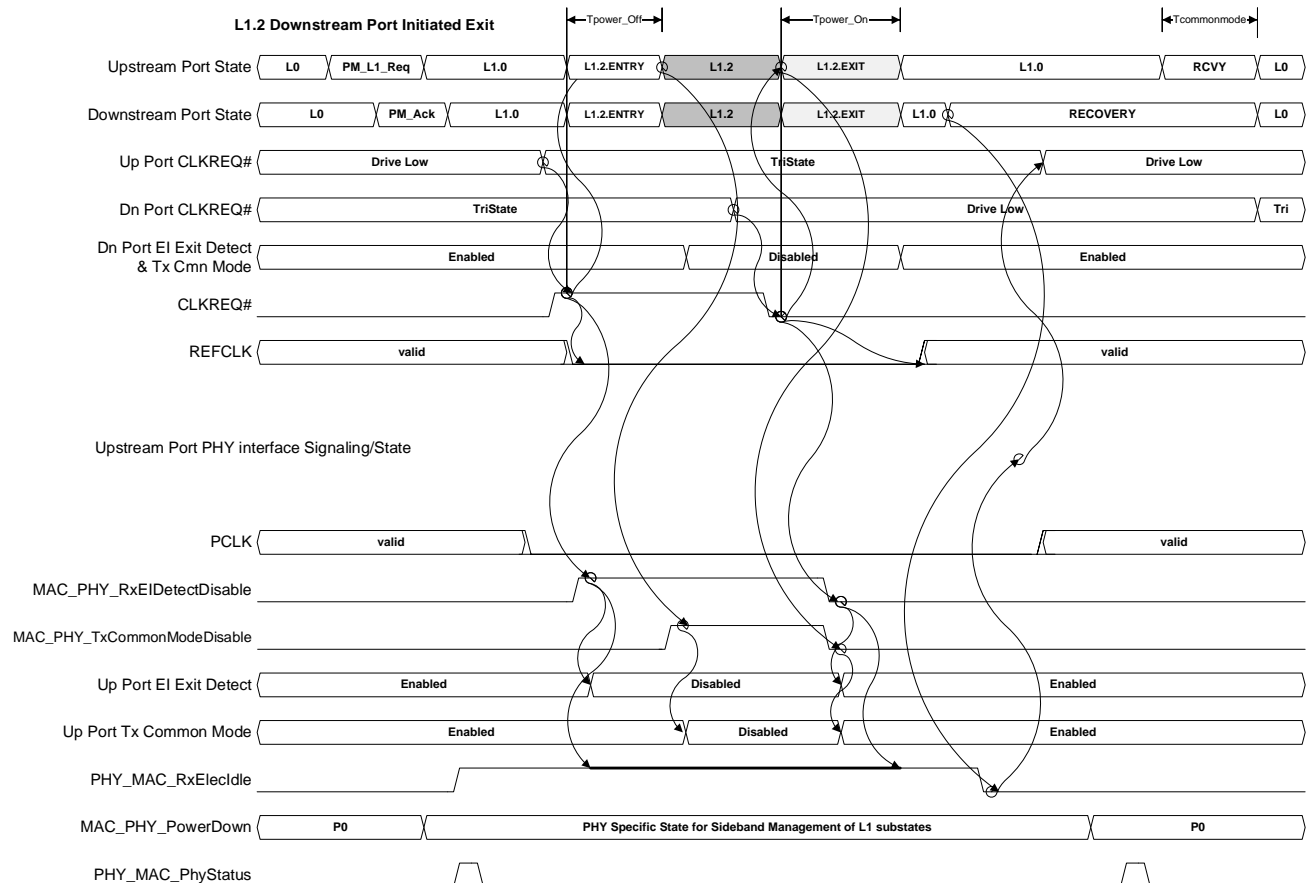 Tpower_Off Tpower_On Tcommonmode
L1.2 Downstream Port Initiated Exit
Upstream Port State L0 PM_L1_Req L1.0 L1.2.ENTRY L1.2 L1.2.EXIT L1.0 RCVY L0
Downstream Port State L0 PM_Ack L1.0 L1.2.ENTRY L1.2 L1.2.EXIT L1.0 RECOVERY L0
Up Port CLKREQ# Drive Low TriState Drive Low
Dn Port CLKREQ# TriState Drive Low Tri
Dn Port EI Exit Detect
& Tx Cmn Mode Enabled Disabled Enabled
CLKREQ#
REFCLK valid valid
Upstream Port PHY interface Signaling/State
PCLK valid valid
MAC_PHY_RxEIDetectDisable
MAC_PHY_TxCommonModeDisable
Up Port EI Exit Detect Enabled Disabled Enabled
Up Port Tx Common Mode Enabled Disabled Enabled
PHY_MAC_RxElecIdle
MAC_PHY_PowerDown P0 PHY Specific State for Sideband Management of L1 substates P0
PHY_MAC_PhyStatus